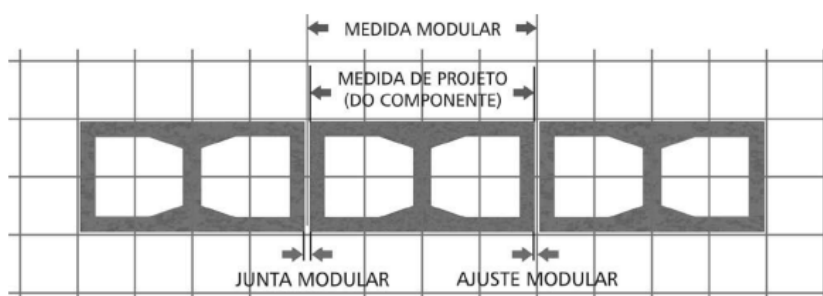 MEDIDA MODULAR
MEDIDA DE PROJETO
(DO COMPONENTE)
JUNTA MODULAR
AJUSTE MODULAR